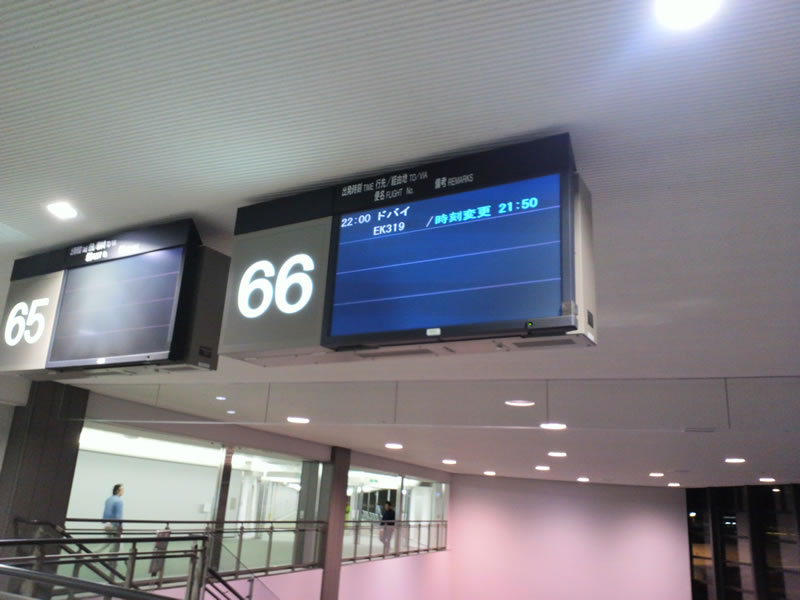 出発時刻 TIME 行先／経由地 TO/VIA
便名 FLIGHT No. 備考 REMARKS
66
22:00 ドバイ
EK319 /時刻変更 21:50
65